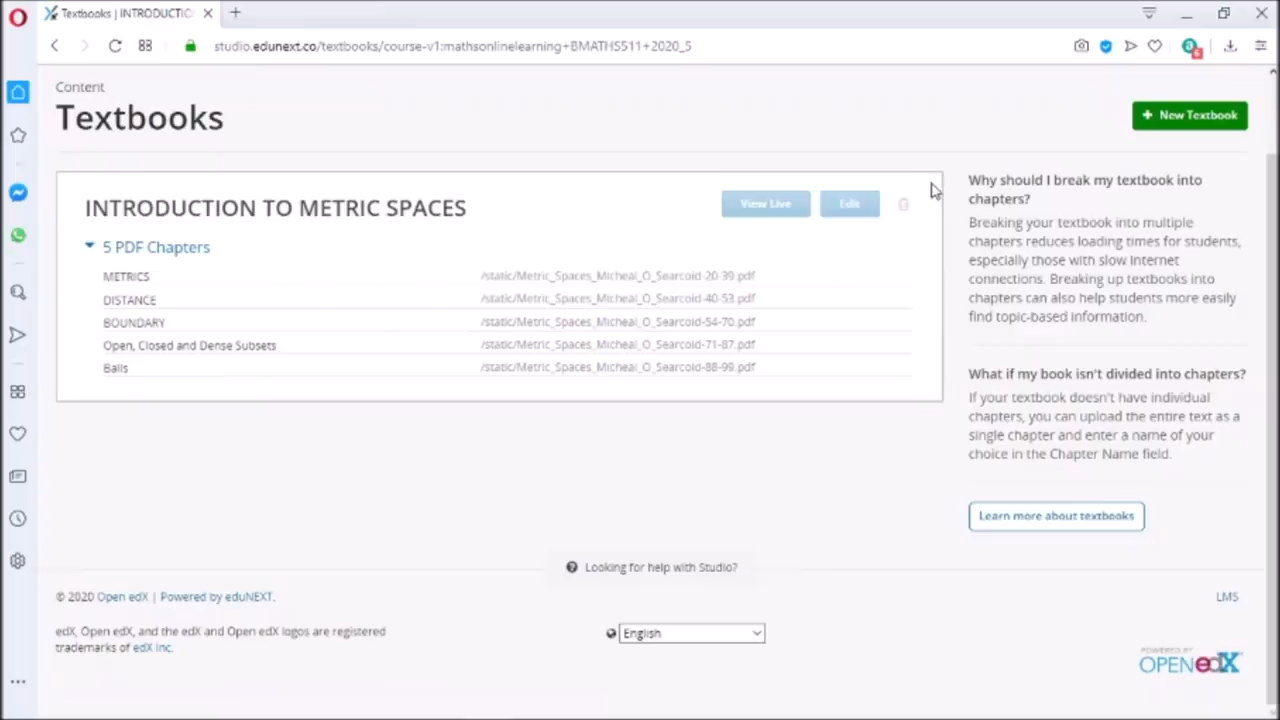 Textbooks | INTRODUCTIO
studio.edunext.co/textbooks/course-v1:mathsonlinelearning+BMATHS511+2020_5
Content
Textbooks
+ New Textbook
INTRODUCTION TO METRIC SPACES
View Live
Edit
5 PDF Chapters
METRICS /static/Metric_Spaces_Micheal_O_Searcoid-20-39.pdf
DISTANCE /static/Metric_Spaces_Micheal_O_Searcoid-40-53.pdf
BOUNDARY /static/Metric_Spaces_Micheal_O_Searcoid-54-70.pdf
Open, Closed and Dense Subsets /static/Metric_Spaces_Micheal_O_Searcoid-71-87.pdf
Balls /static/Metric_Spaces_Micheal_O_Searcoid-88-99.pdf
Why should I break my textbook into
chapters?
Breaking your textbook into multiple
chapters reduces loading times for students,
especially those with slow Internet
connections. Breaking up textbooks into
chapters can also help students more easily
find topic-based information.
What if my book isn't divided into chapters?
If your textbook doesn't have individual
chapters, you can upload the entire text as a
single chapter and enter a name of your
choice in the Chapter Name field.
Learn more about textbooks
Looking for help with Studio?
© 2020 Open edX | Powered by eduNEXT.
LMS
edX, Open edX, and the edX and Open edX logos are registered
trademarks of edX Inc.
English
POWERED BY
OPENedX